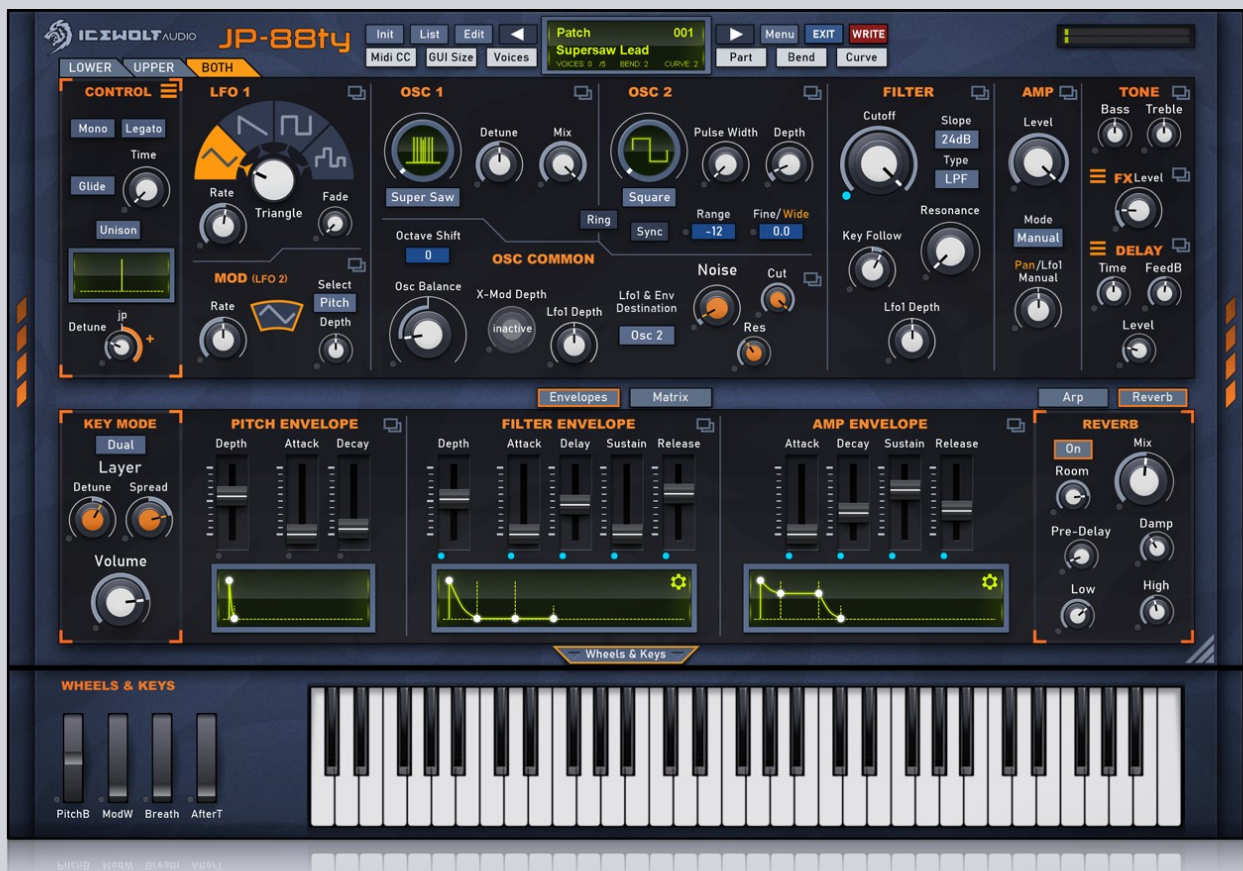 ICEWOLF AUDIO
JP-88ty
Init List Edit
Midi CC GUI Size Voices
Patch 001
Supersaw Lead
VOICES: 0 /5 BEND: 2 CURVE: 2
Menu EXIT WRITE
Part Bend Curve
LOWER UPPER BOTH
CONTROL
Mono Legato
Time
Glide
Unison
jp
Detune
+
LFO 1
Rate
Triangle
Fade
MOD (LFO 2)
Rate
Select
Pitch
Depth
OSC 1
Detune Mix
Super Saw
OSC 2
Pulse Width Depth
Square
Ring
Sync
Range
-12
Fine/Wide
0.0
Octave Shift
0
OSC COMMON
Osc Balance
X-Mod Depth
inactive
Lfo1 Depth
Lfo1 & Env
Destination
Osc 2
Noise
Cut
Res
FILTER
Cutoff
Slope
24dB
Type
LPF
Resonance
Key Follow
Lfo1 Depth
AMP
Level
Mode
Manual
Pan/Lfo1
Manual
TONE
Bass Treble
FX Level
DELAY
Time FeedB
Level
Envelopes Matrix
Arp Reverb
KEY MODE
Dual
Layer
Detune Spread
Volume
PITCH ENVELOPE
Depth Attack Decay
FILTER ENVELOPE
Depth Attack Delay Sustain Release
AMP ENVELOPE
Attack Decay Sustain Release
REVERB
On
Mix
Room
Pre-Delay
Damp
Low
High
Wheels & Keys
WHEELS & KEYS
PitchB ModW Breath AfterT